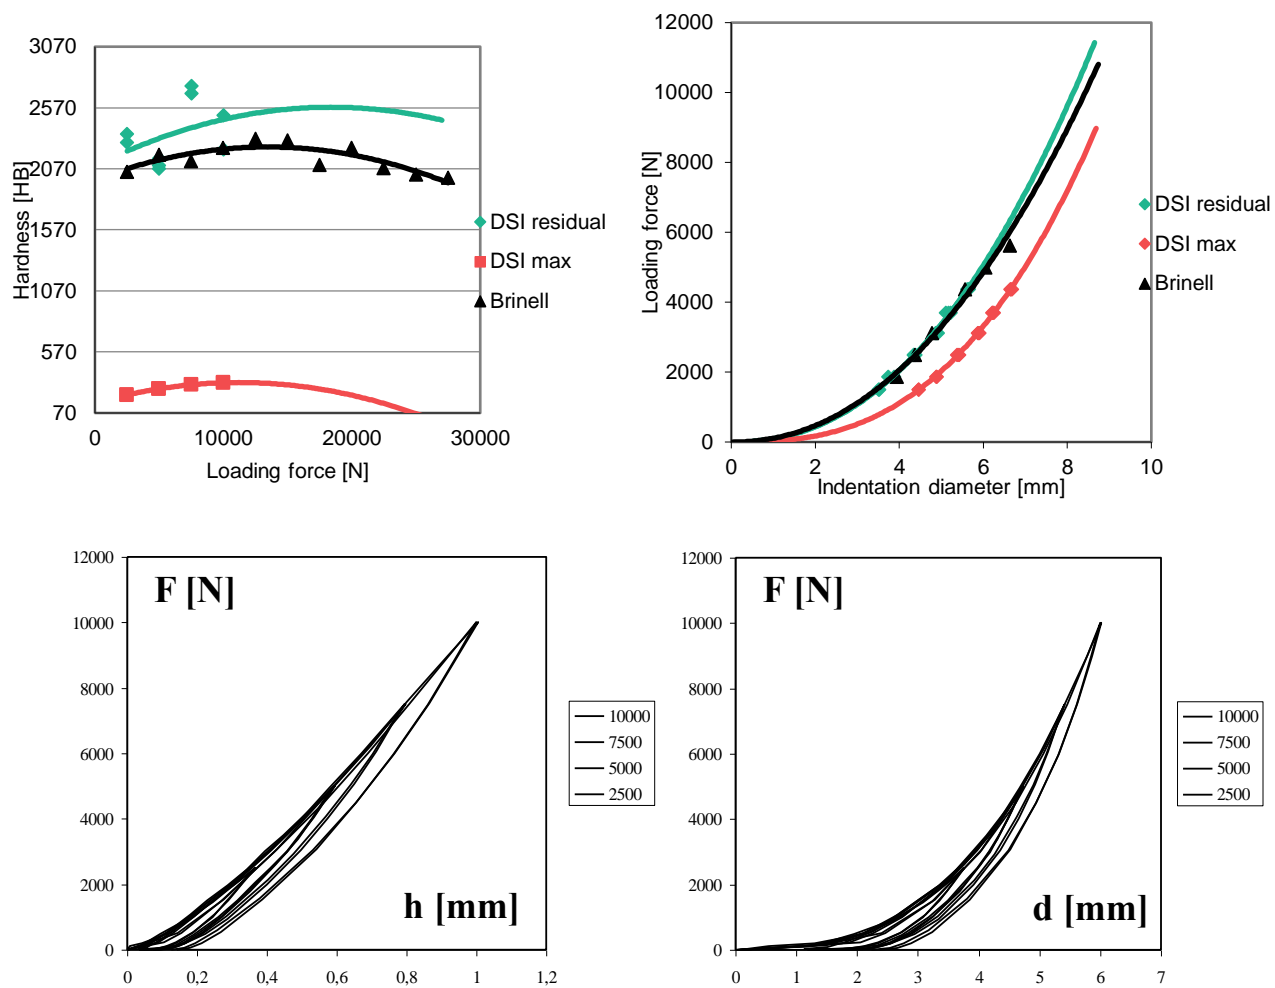 3070
2570
2070
1570
1070
570
70
Hardness [HB]
0 10000 20000 30000
Loading force [N]
DSI residual
DSI max
Brinell
12000
10000
8000
6000
4000
2000
0
Loading force [N]
0 2 4 6 8 10
Indentation diameter [mm]
DSI residual
DSI max
Brinell
12000
10000
8000
6000
4000
2000
0
F [N]
h [mm]
0 0,2 0,4 0,6 0,8 1 1,2
10000
7500
5000
2500
12000
10000
8000
6000
4000
2000
0
F [N]
d [mm]
0 1 2 3 4 5 6 7
10000
7500
5000
2500